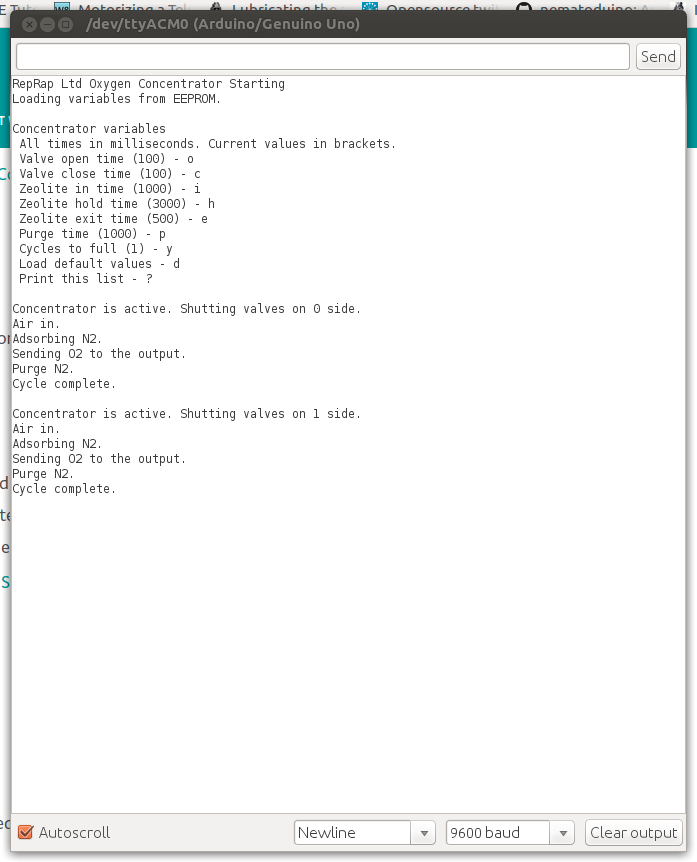 /dev/ttyACM0 (Arduino/Genuino Uno)
Send
RepRap Ltd Oxygen Concentrator Starting
Loading variables from EEPROM.
Concentrator variables
All times in milliseconds. Current values in brackets.
Valve open time (100) - o
Valve close time (100) - c
Zeolite in time (1000) - i
Zeolite hold time (3000) - h
Zeolite exit time (500) - e
Purge time (1000) - p
Cycles to full (1) - y
Load default values - d
Print this list - ?
Concentrator is active. Shutting valves on 0 side.
Air in.
Adsorbing N2.
Sending O2 to the output.
Purge N2.
Cycle complete.
Concentrator is active. Shutting valves on 1 side.
Air in.
Adsorbing N2.
Sending O2 to the output.
Purge N2.
Cycle complete.
Autoscroll
Newline
9600 baud
Clear output